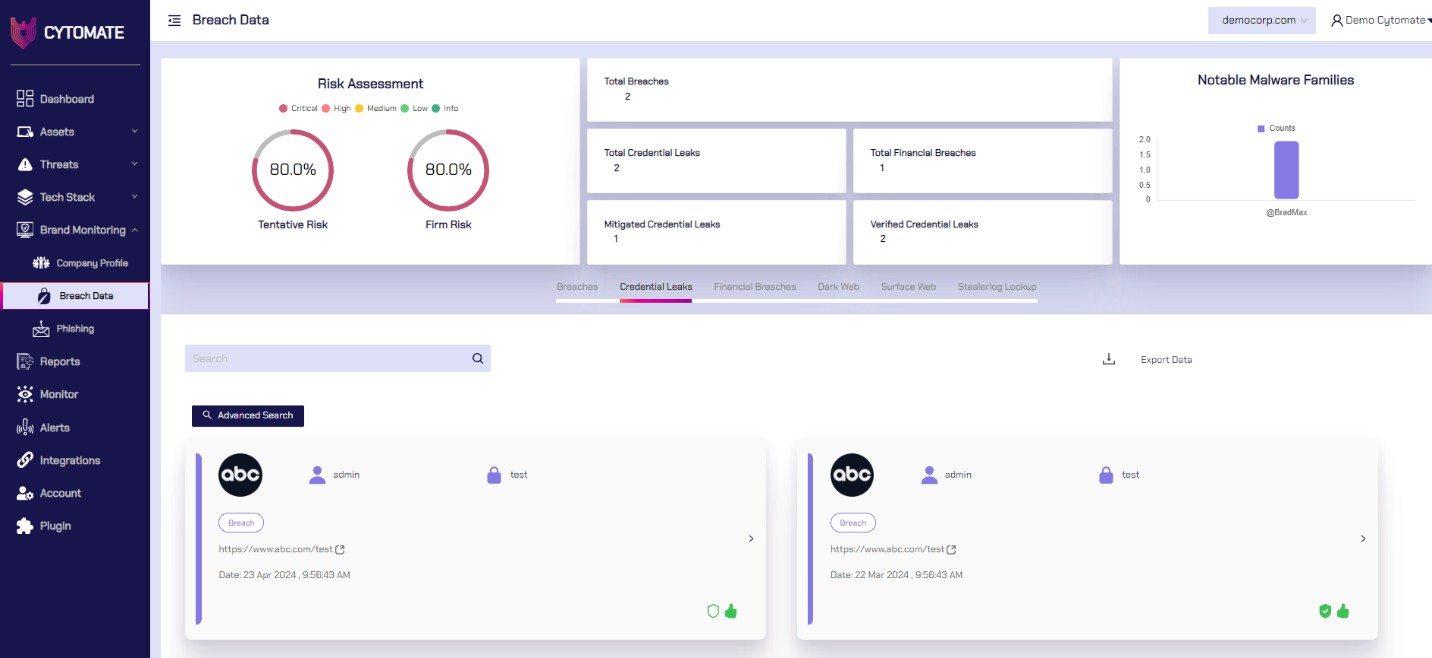 CYTOMATE
Dashboard
Assets
Threats
Tech Stack
Brand Monitoring
Company Profile
Breach Data
Phishing
Reports
Monitor
Alerts
Integrations
Account
Plugin
Breach Data
democorp.com
Demo Cytomate
Risk Assessment
Critical High Medium Low Info
80.0% 80.0%
Tentative Risk Firm Risk
Total Breaches
2
Total Credential Leaks
2
Total Financial Breaches
1
Mitigated Credential Leaks
1
Verified Credential Leaks
2
Notable Malware Families
Counts
2.0
1.5
1.0
0.5
0
@BradMax
Breaches Credential Leaks Financial Breaches Dark Web Surface Web Stealerlog Lookup
Search
Export Data
Advanced Search
abc admin test
Breach
https://www.abc.com/test
Date: 23 Apr 2024 , 9:56:43 AM
abc admin test
Breach
https://www.abc.com/test
Date: 22 Mar 2024 , 9:56:43 AM